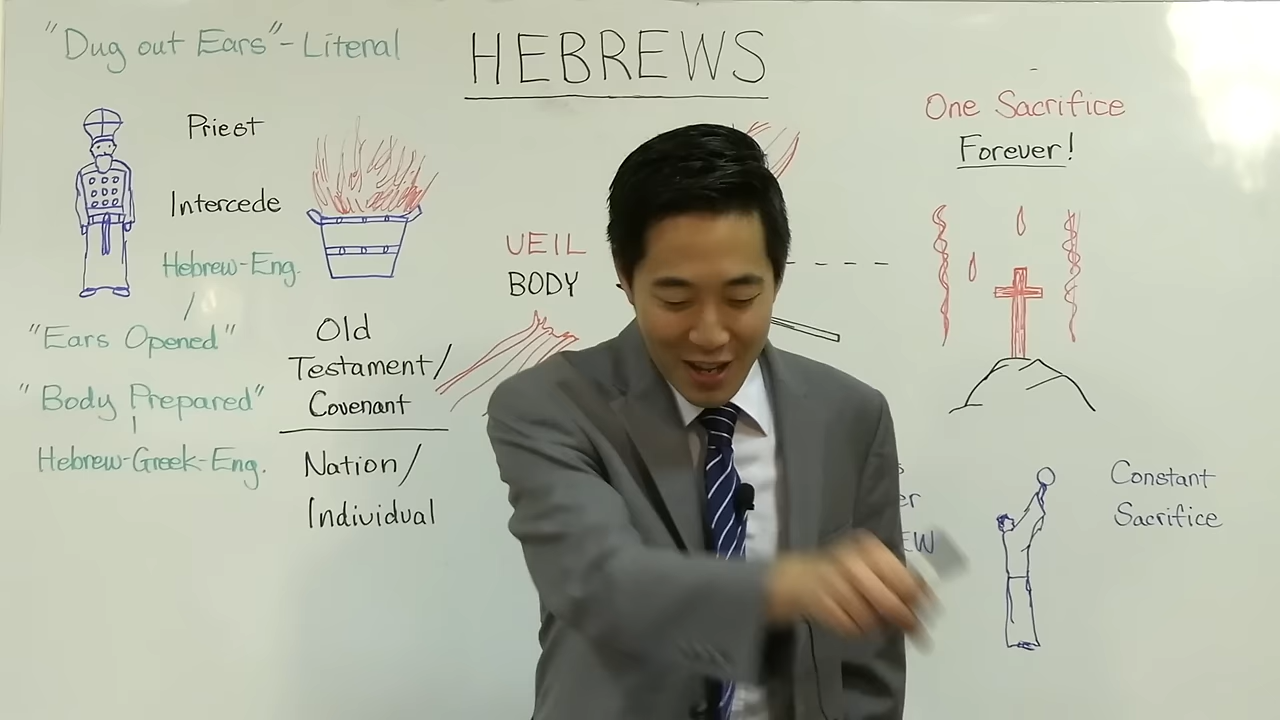 "Dug out Ears"-Literal
HEBREWS
Priest
Intercede
Hebrew-Eng.
"Ears Opened"
"Body Prepared"
Hebrew-Greek-Eng.
Old
Testament/
Covenant
Nation/
Individual
VEIL
BODY
One Sacrifice
Forever!
Constant
Sacrifice